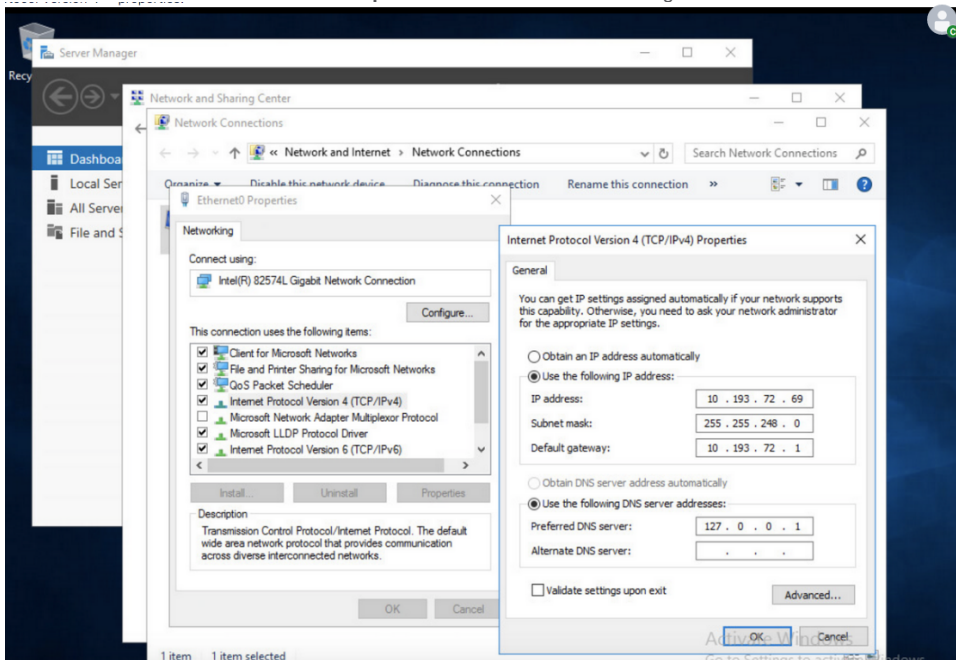 Recy
Server Manager
Network and Sharing Center
Network Connections
« Network and Internet > Network Connections
Search Network Connections
Dashboa
Local Ser
All Server
File and S
Organize
Disable this network device
Diagnose this connection
Rename this connection
»
Ethernet0 Properties
Networking
Connect using:
Intel(R) 82574L Gigabit Network Connection
Configure...
This connection uses the following items:
Client for Microsoft Networks
File and Printer Sharing for Microsoft Networks
QoS Packet Scheduler
Internet Protocol Version 4 (TCP/IPv4)
Microsoft Network Adapter Multiplexor Protocol
Microsoft LLDP Protocol Driver
Internet Protocol Version 6 (TCP/IPv6)
Install...
Uninstall
Properties
Description
Transmission Control Protocol/Internet Protocol. The default
wide area network protocol that provides communication
across diverse interconnected networks.
OK
Cancel
Internet Protocol Version 4 (TCP/IPv4) Properties
General
You can get IP settings assigned automatically if your network supports
this capability. Otherwise, you need to ask your network administrator
for the appropriate IP settings.
Obtain an IP address automatically
Use the following IP address:
IP address: 10 . 193 . 72 . 69
Subnet mask: 255 . 255 . 248 . 0
Default gateway: 10 . 193 . 72 . 1
Obtain DNS server address automatically
Use the following DNS server addresses:
Preferred DNS server: 127 . 0 . 0 . 1
Alternate DNS server: . . .
Validate settings upon exit
Advanced...
OK
Cancel
Activate Windows
1 item
1 item selected